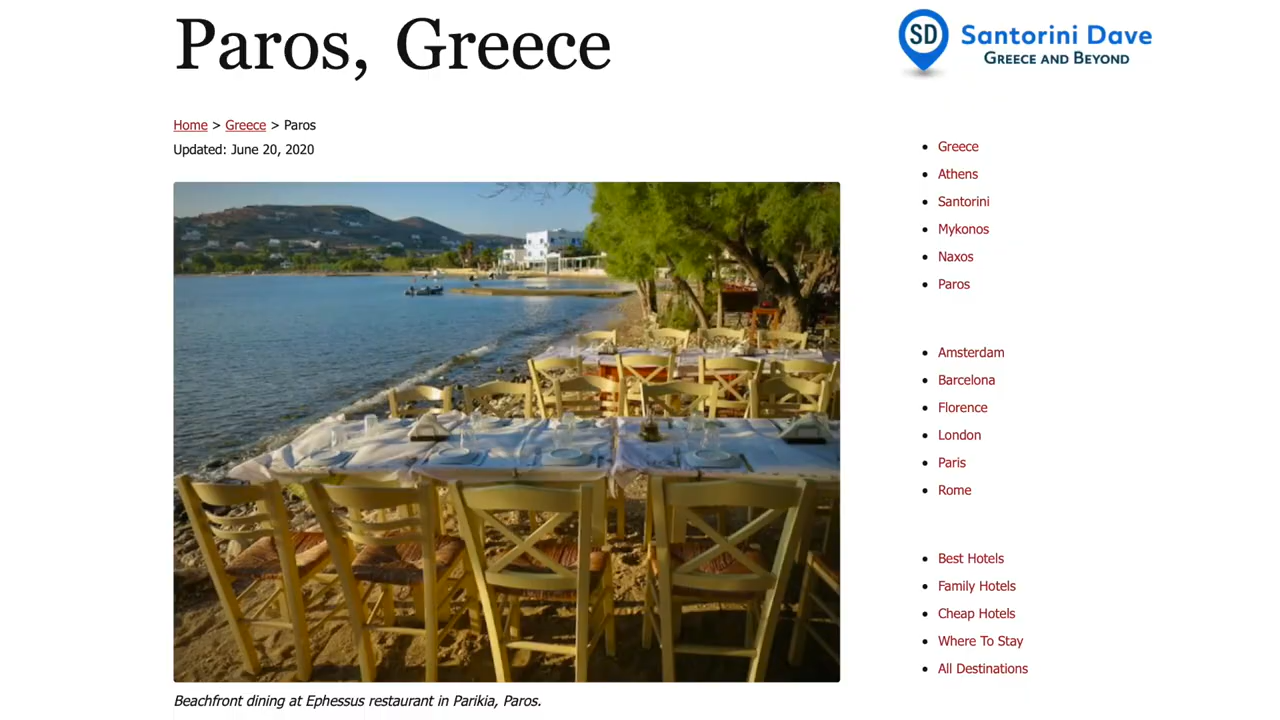 Paros, Greece
SD
Santorini Dave
GREECE AND BEYOND
Home > Greece > Paros
Updated: June 20, 2020
Beachfront dining at Ephessus restaurant in Parikia, Paros.
Greece
Athens
Santorini
Mykonos
Naxos
Paros
Amsterdam
Barcelona
Florence
London
Paris
Rome
Best Hotels
Family Hotels
Cheap Hotels
Where To Stay
All Destinations